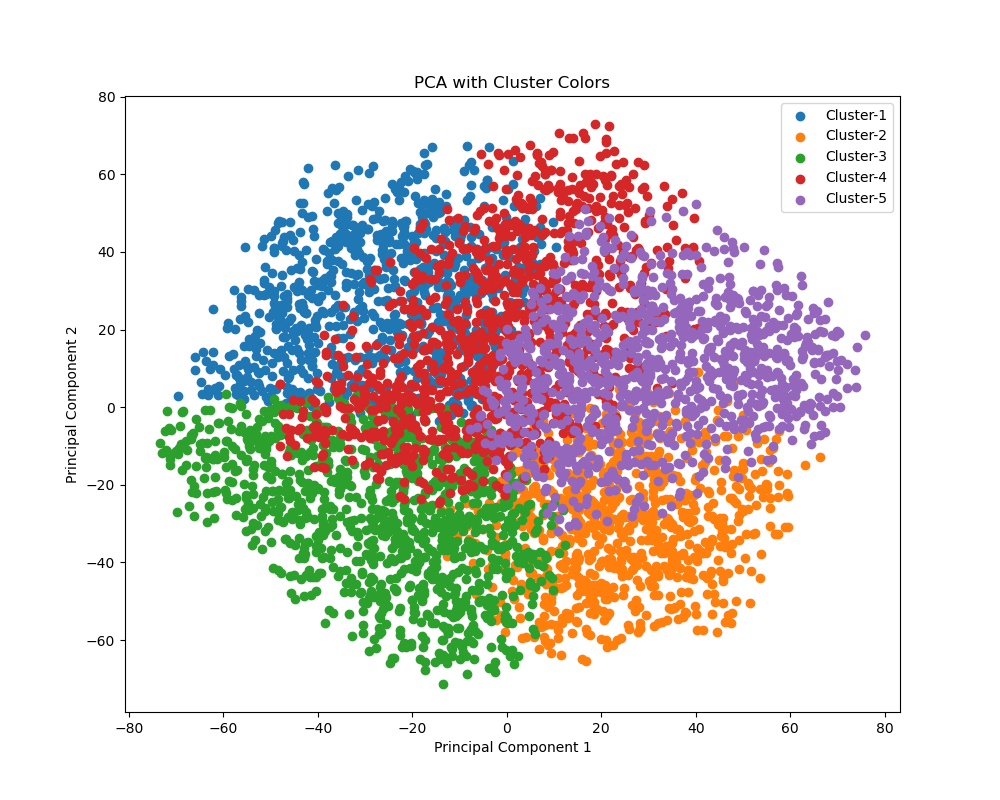 PCA with Cluster Colors
Cluster-1
Cluster-2
Cluster-3
Cluster-4
Cluster-5
80
60
40
20
0
−20
−40
−60
Principal Component 2
−80 −60 −40 −20 0 20 40 60 80
Principal Component 1